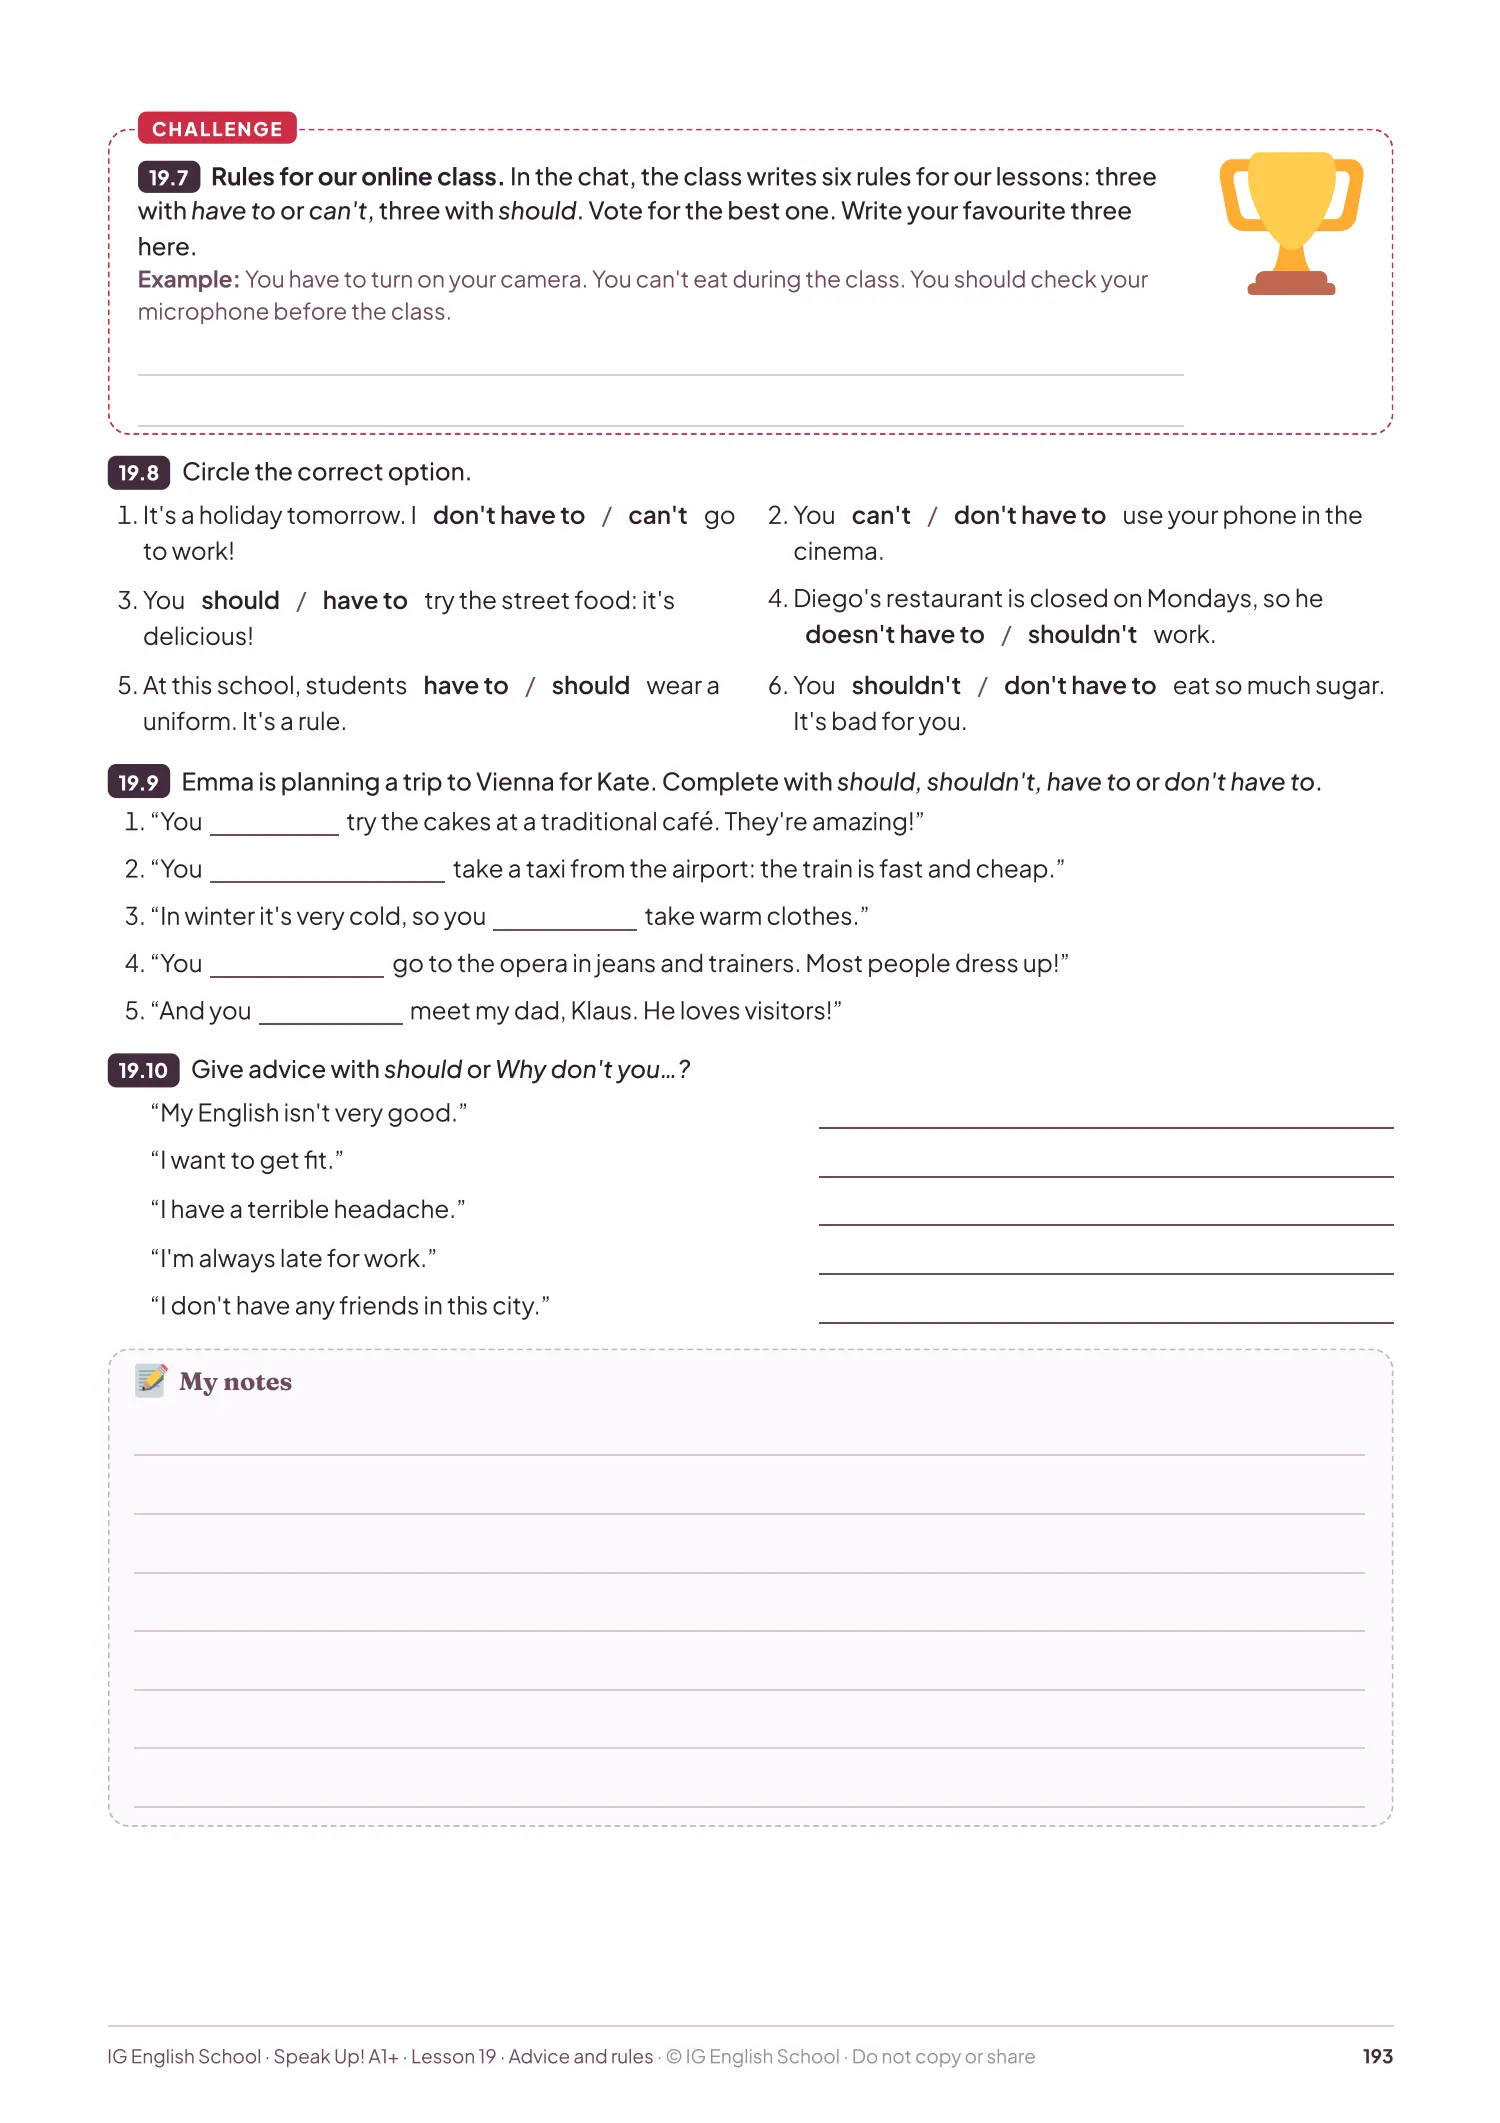 CHALLENGE
19.7 Rules for our online class. In the chat, the class writes six rules for our lessons: three
with have to or can't, three with should. Vote for the best one. Write your favourite three
here.
Example: You have to turn on your camera. You can't eat during the class. You should check your
microphone before the class.
19.8 Circle the correct option.
1. It's a holiday tomorrow. I don't have to / can't go
to work!
2. You can't / don't have to use your phone in the
cinema.
3. You should / have to try the street food: it's
delicious!
4. Diego's restaurant is closed on Mondays, so he
doesn't have to / shouldn't work.
5. At this school, students have to / should wear a
uniform. It's a rule.
6. You shouldn't / don't have to eat so much sugar.
It's bad for you.
19.9 Emma is planning a trip to Vienna for Kate. Complete with should, shouldn't, have to or don't have to.
1. “You ________ try the cakes at a traditional café. They're amazing!”
2. “You ________ take a taxi from the airport: the train is fast and cheap.”
3. “In winter it's very cold, so you ________ take warm clothes.”
4. “You ________ go to the opera in jeans and trainers. Most people dress up!”
5. “And you ________ meet my dad, Klaus. He loves visitors!”
19.10 Give advice with should or Why don't you…?
“My English isn't very good.”
“I want to get fit.”
“I have a terrible headache.”
“I'm always late for work.”
“I don't have any friends in this city.”
My notes
IG English School · Speak Up! A1+ · Lesson 19 · Advice and rules · © IG English School · Do not copy or share
193